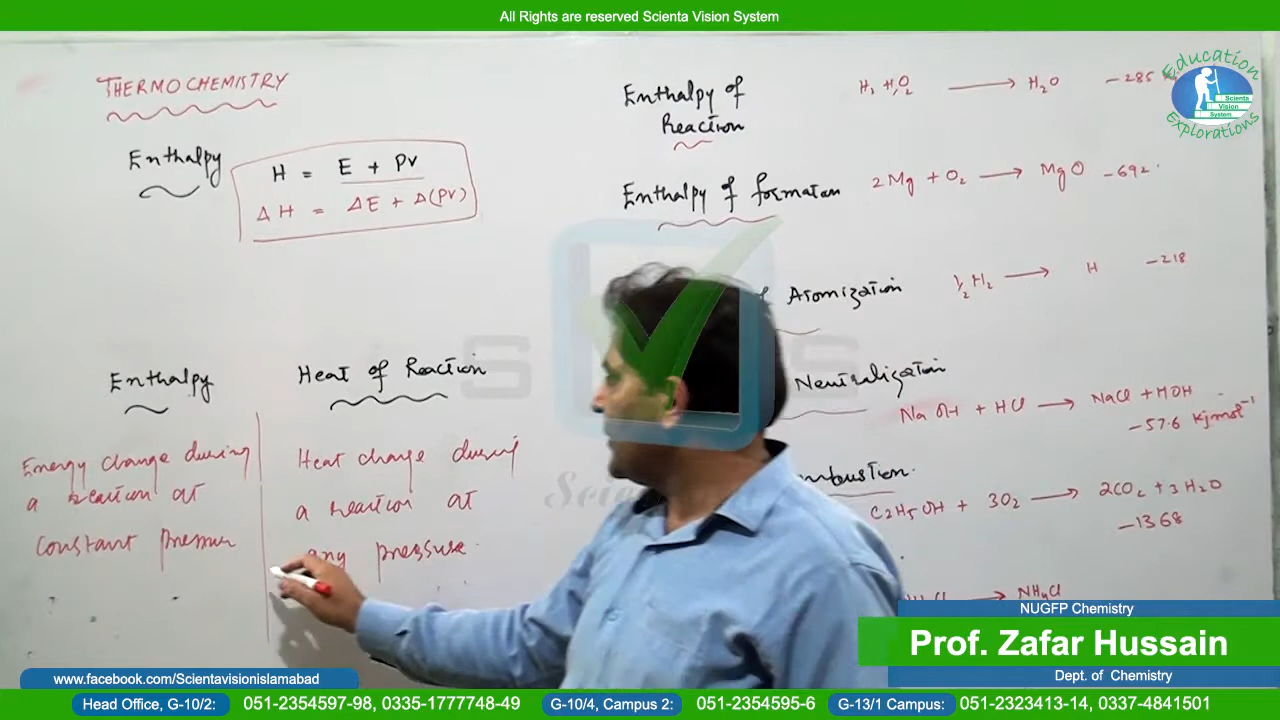 All Rights are reserved Scienta Vision System
THERMOCHEMISTRY
Enthalpy
H = E + PV
ΔH = ΔE + Δ(PV)
Enthalpy
Energy change during
a reaction at
constant pressure
Heat of Reaction
Heat change during
a reaction at
any pressure.
Enthalpy of
Reaction
H2O
-285
Enthalpy of formation
2Mg + O2 → MgO -692
Atomization
½H2 → H -218
Neutralization
NaOH + HCl → NaCl + HOH
-57.6 kjmol⁻¹
C2H5OH + 3O2 → 2CO2 + 3H2O
-1368
→ NH4Cl
Education
Scienta
Vision
System
Explorations
NUGFP Chemistry
Prof. Zafar Hussain
Dept. of Chemistry
www.facebook.com/Scientavisionislamabad
Head Office, G-10/2: 051-2354597-98, 0335-1777748-49 G-10/4, Campus 2: 051-2354595-6 G-13/1 Campus: 051-2323413-14, 0337-4841501